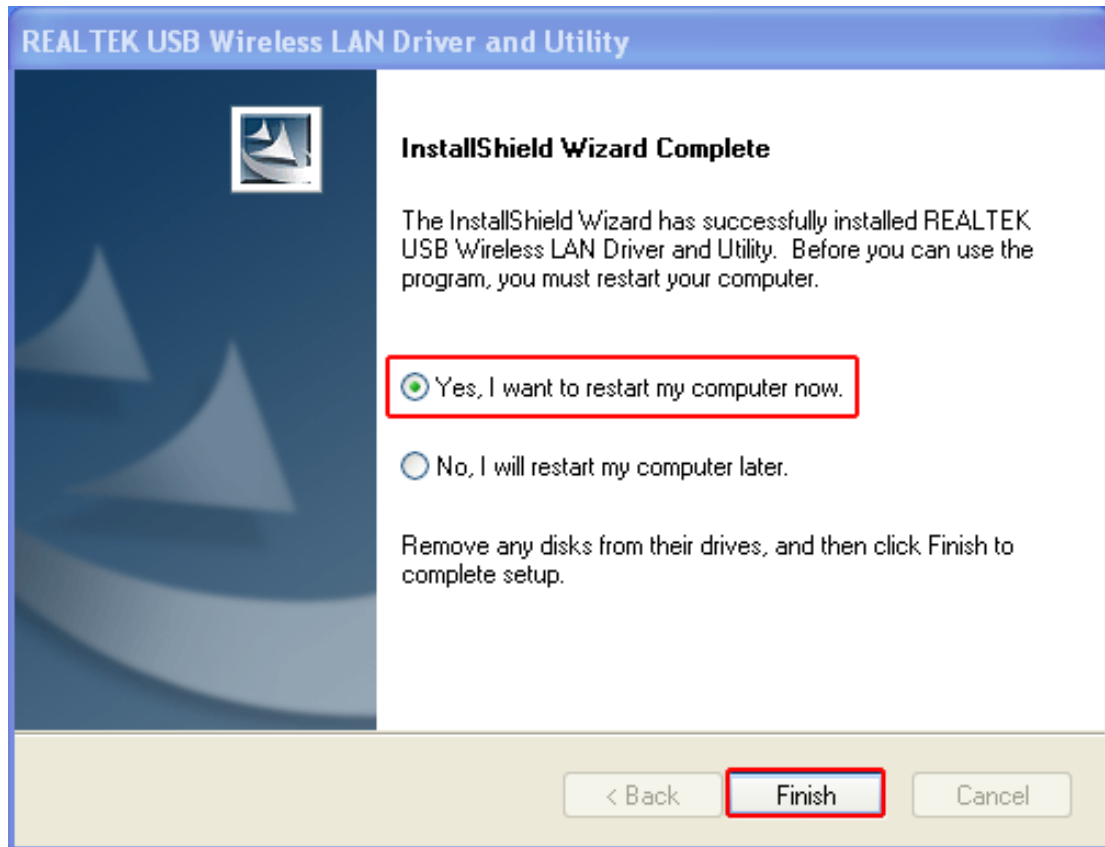 REALTEK USB Wireless LAN Driver and Utility
InstallShield Wizard Complete
The InstallShield Wizard has successfully installed REALTEK
USB Wireless LAN Driver and Utility.  Before you can use the
program, you must restart your computer.
Yes, I want to restart my computer now.
No, I will restart my computer later.
Remove any disks from their drives, and then click Finish to
complete setup.
< Back
Finish
Cancel